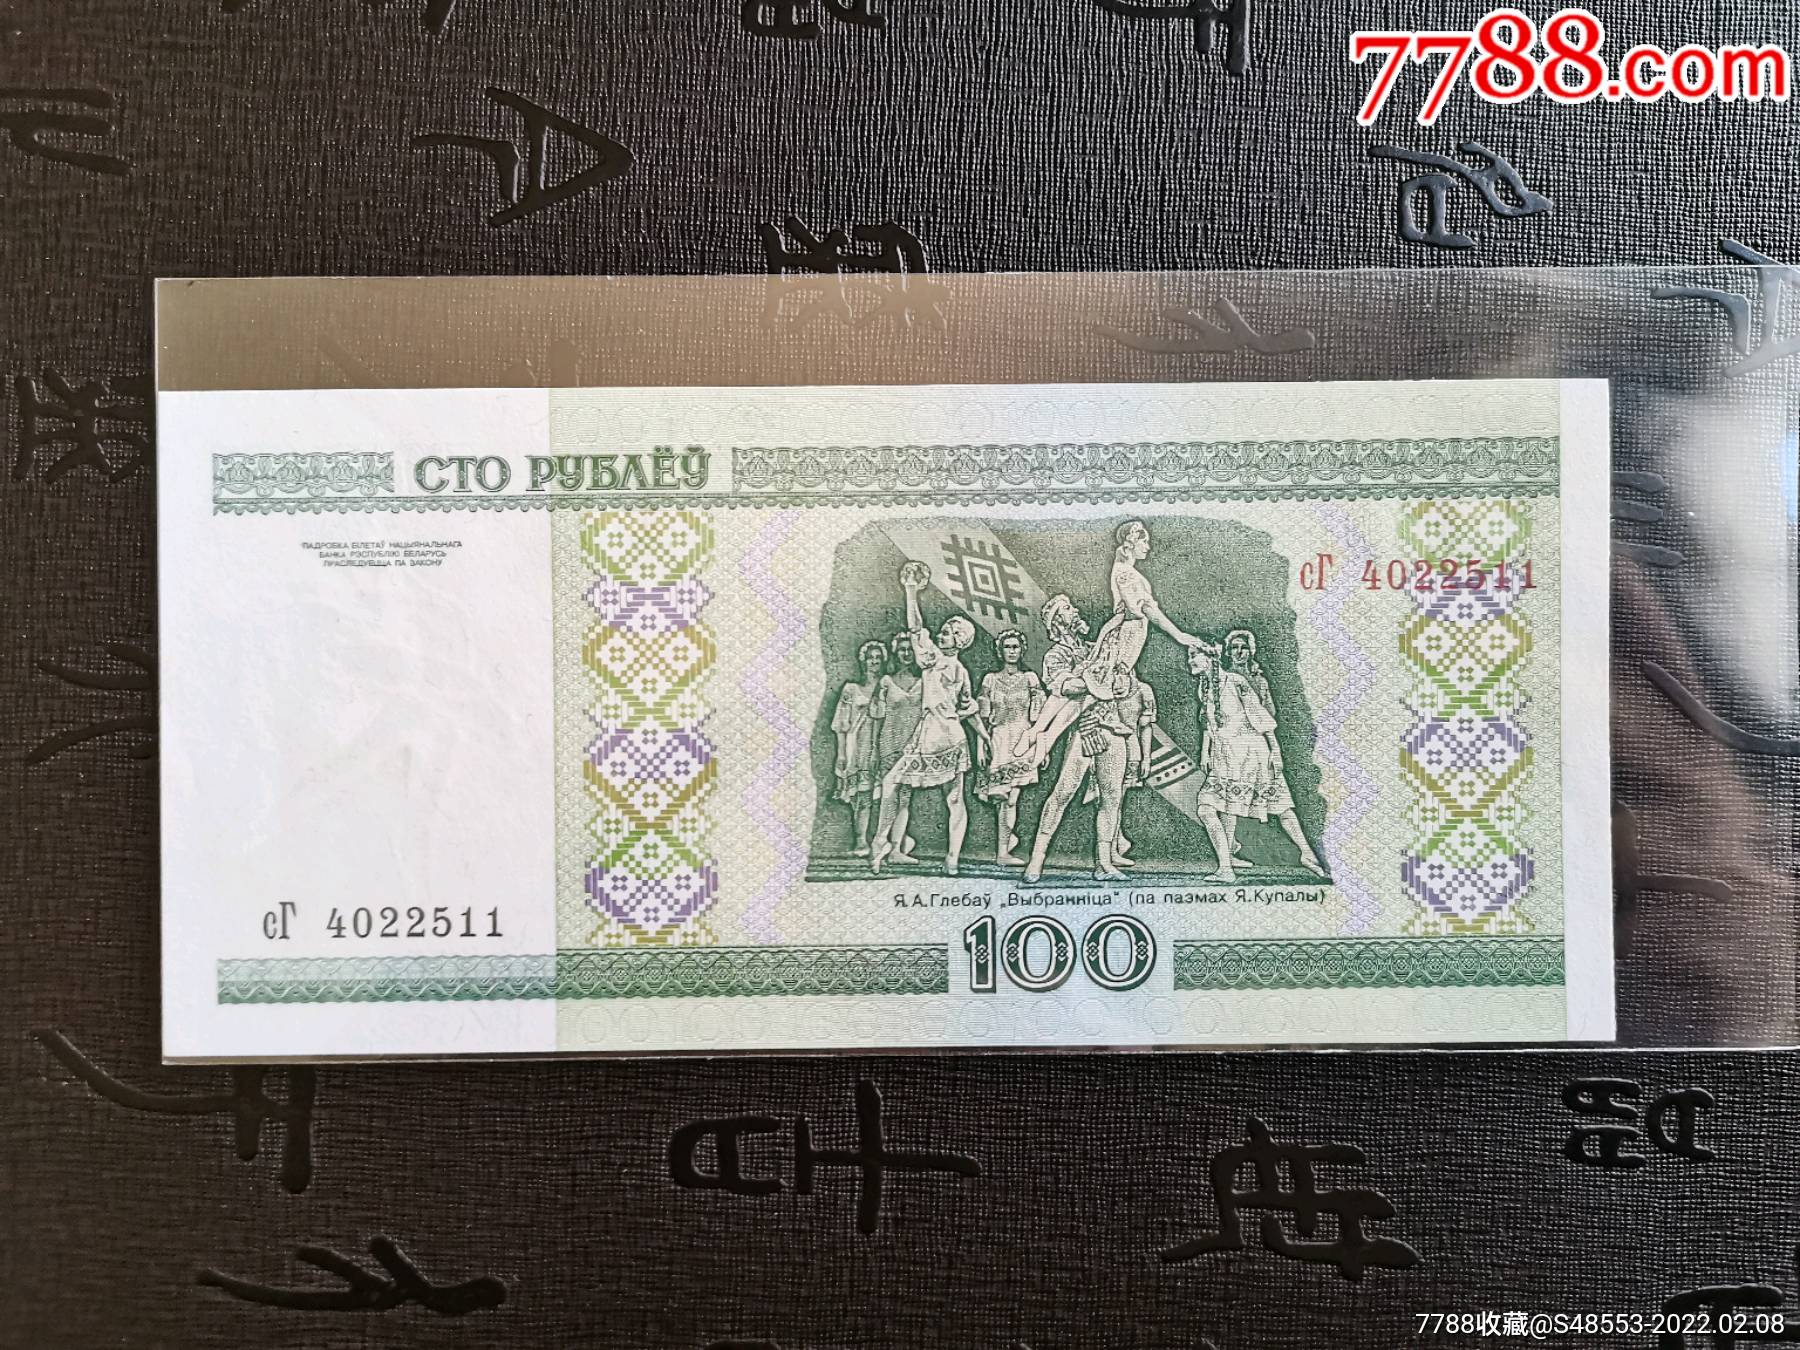 7788.com
СТО РУБЛЁЎ
ПАДРОБКА БІЛЕТАЎ НАЦЫЯНАЛЬНАГА
БАНКА РЭСПУБЛІКІ БЕЛАРУСЬ
ПРАСЛЕДУЕЦЦА ПА ЗАКОНУ
сГ 4022511
Я.А.Глебаў „Выбранніца“ (па паэмах Я.Купалы)
сГ 4022511
100
7788收藏@S48553-2022.02.08